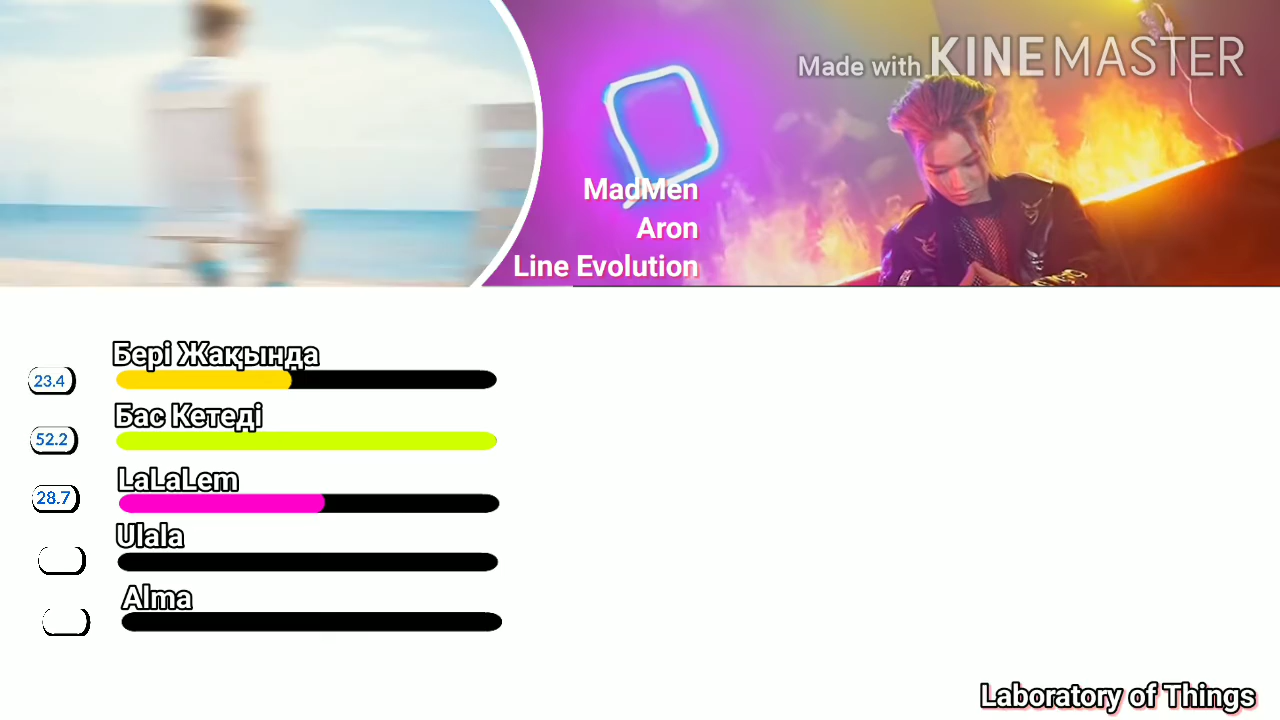 Made with KINEMASTER
MadMen
Aron
Line Evolution
Бері Жақында
23.4
Бас Кетеді
52.2
LaLaLem
28.7
Ulala
Alma
Laboratory of Things